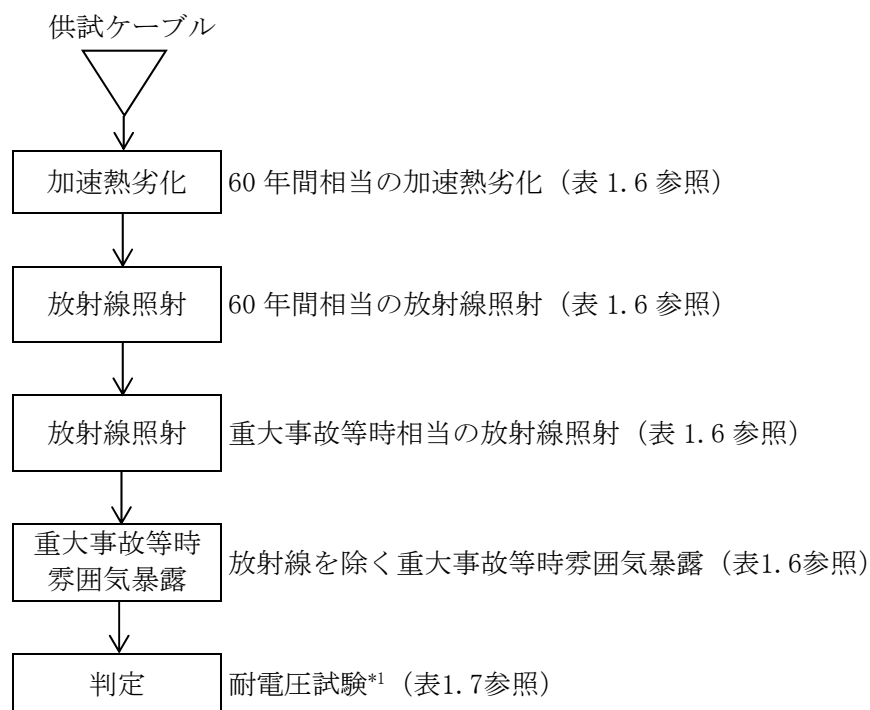 供試ケーブル
加速熱劣化 60 年間相当の加速熱劣化（表 1.6 参照）
放射線照射 60 年間相当の放射線照射（表 1.6 参照）
放射線照射 重大事故等時相当の放射線照射（表 1.6 参照）
重大事故等時
雰囲気暴露 放射線を除く重大事故等時雰囲気暴露（表1.6参照）
判定 耐電圧試験*1（表1.7参照）